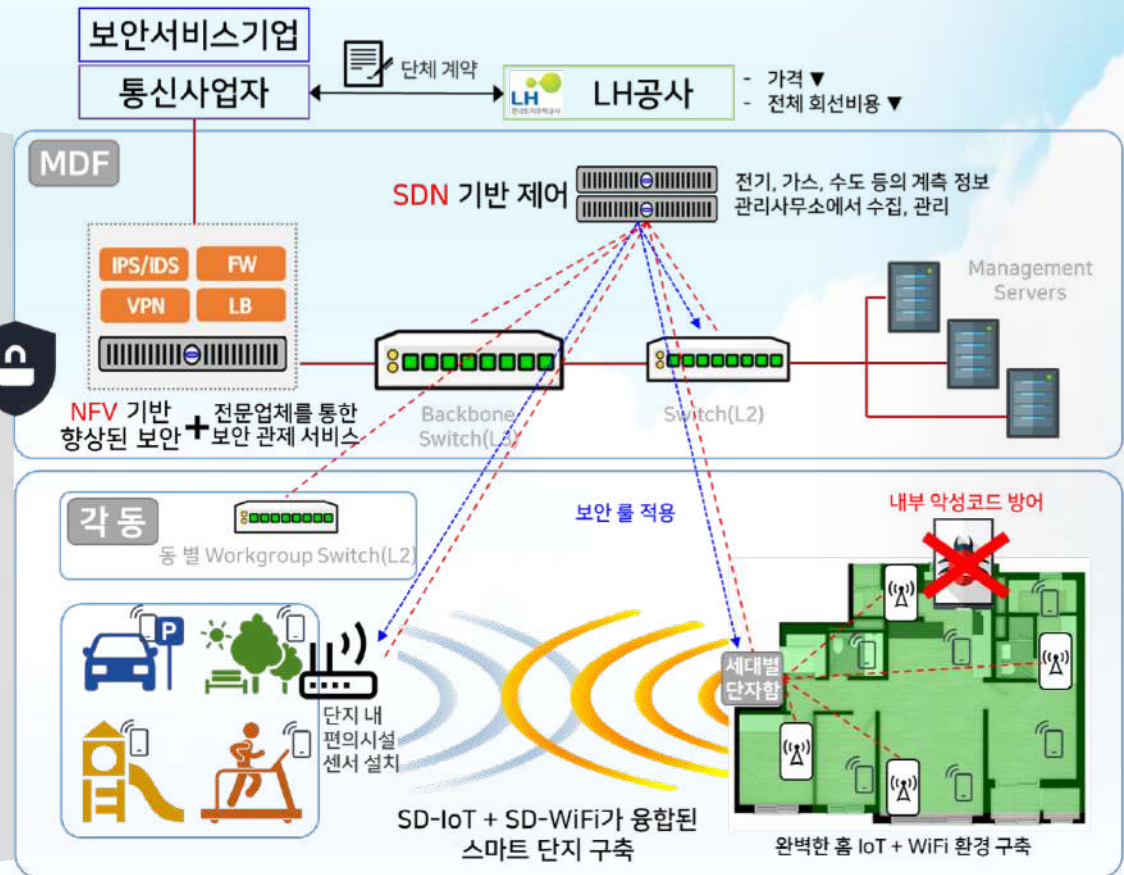 보안서비스기업
통신사업자
단체 계약
LH
한국토지주택공사
LH공사
- 가격 ▼
- 전체 회선비용 ▼
MDF
SDN 기반 제어
전기, 가스, 수도 등의 계측 정보
관리사무소에서 수집, 관리
IPS/IDS
FW
VPN
LB
Management
Servers
NFV 기반
향상된 보안
+
전문업체를 통한
보안 관제 서비스
Backbone
Switch(L3)
Switch(L2)
각 동
동 별 Workgroup Switch(L2)
보안 룰 적용
내부 악성코드 방어
P
단지 내
편의시설
센서 설치
세대별
단자함
SD-IoT + SD-WiFi가 융합된
스마트 단지 구축
완벽한 홈 IoT + WiFi 환경 구축